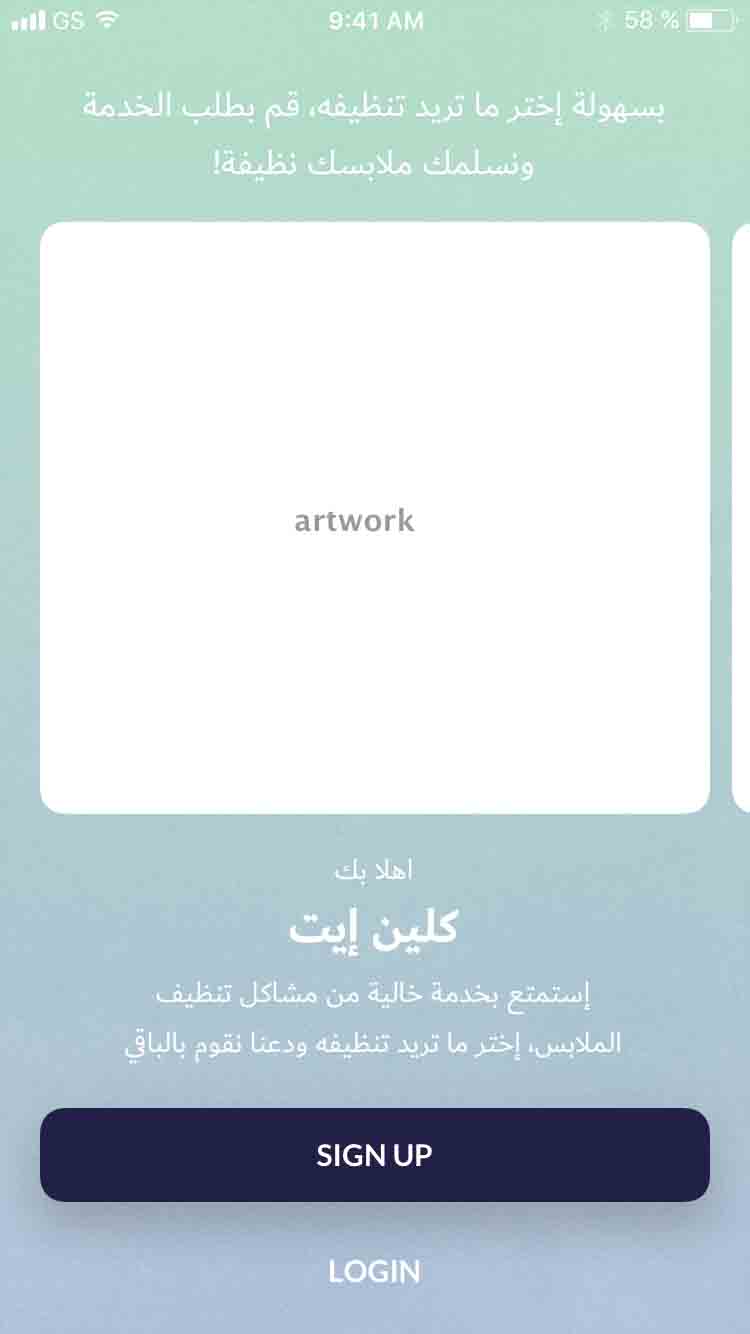 GS 9:41 AM 58 %
بسهولة إختر ما تريد تنظيفه، قم بطلب الخدمة
ونسلمك ملابسك نظيفة!
artwork
اهلا بك
كلين إيت
إستمتع بخدمة خالية من مشاكل تنظيف
الملابس، إختر ما تريد تنظيفه ودعنا نقوم بالباقي
SIGN UP
LOGIN